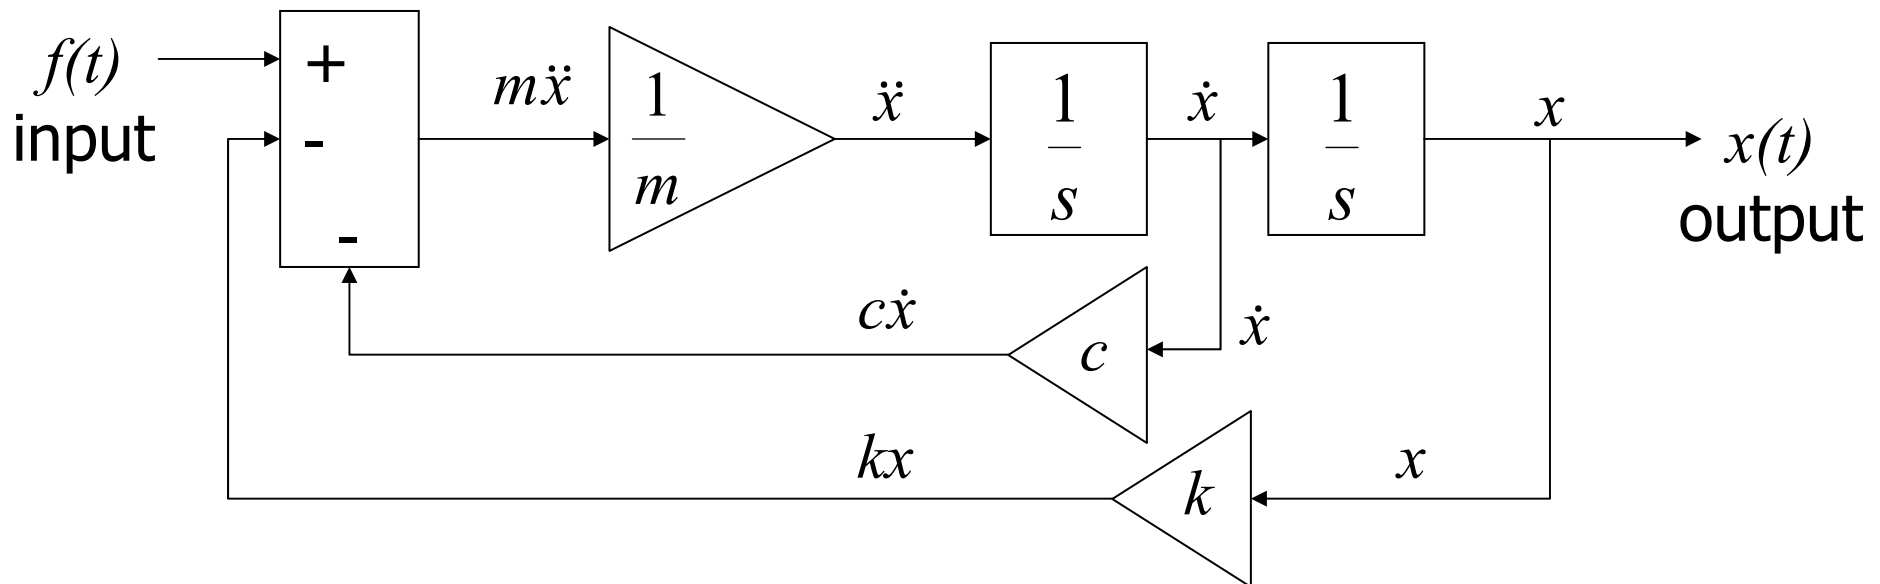 f(t)
input
+
-
-
mẍ
1
m
ẍ
1
s
ẋ
1
s
x
x(t)
output
cẋ
c
ẋ
kx
k
x